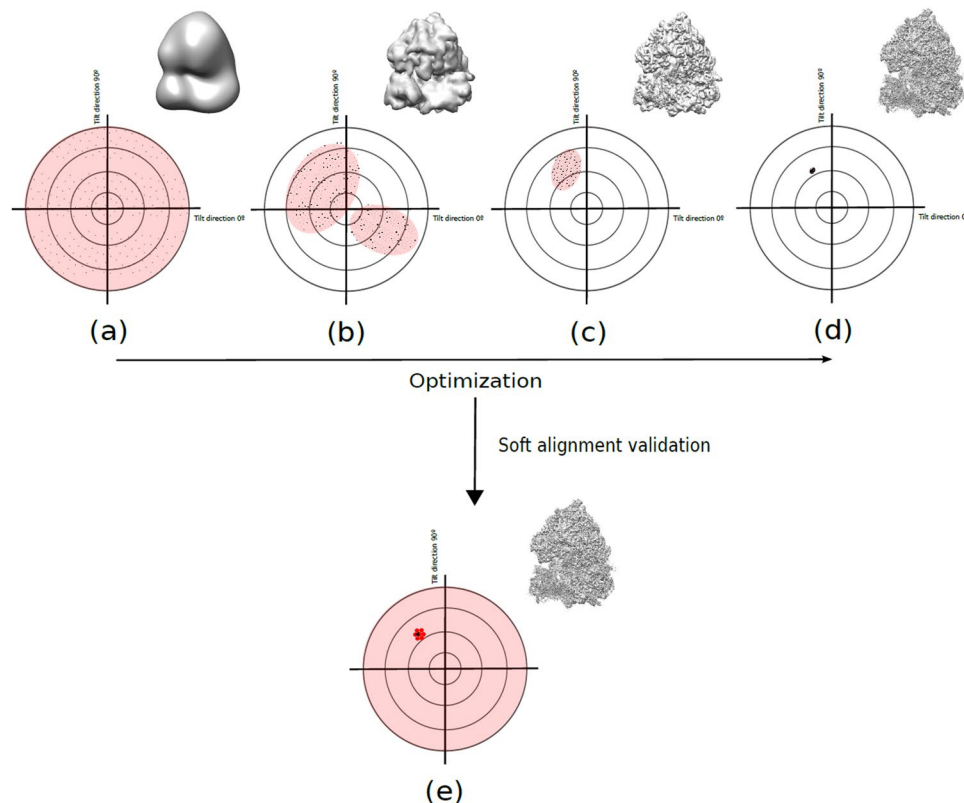 Tilt direction 90º
Tilt direction 90º
Tilt direction 90º
Tilt direction 90º
Tilt direction 0º
Tilt direction 0º
Tilt direction 0º
Tilt direction
(a)
(b)
(c)
(d)
Optimization
Soft alignment validation
Tilt direction 90º
(e)